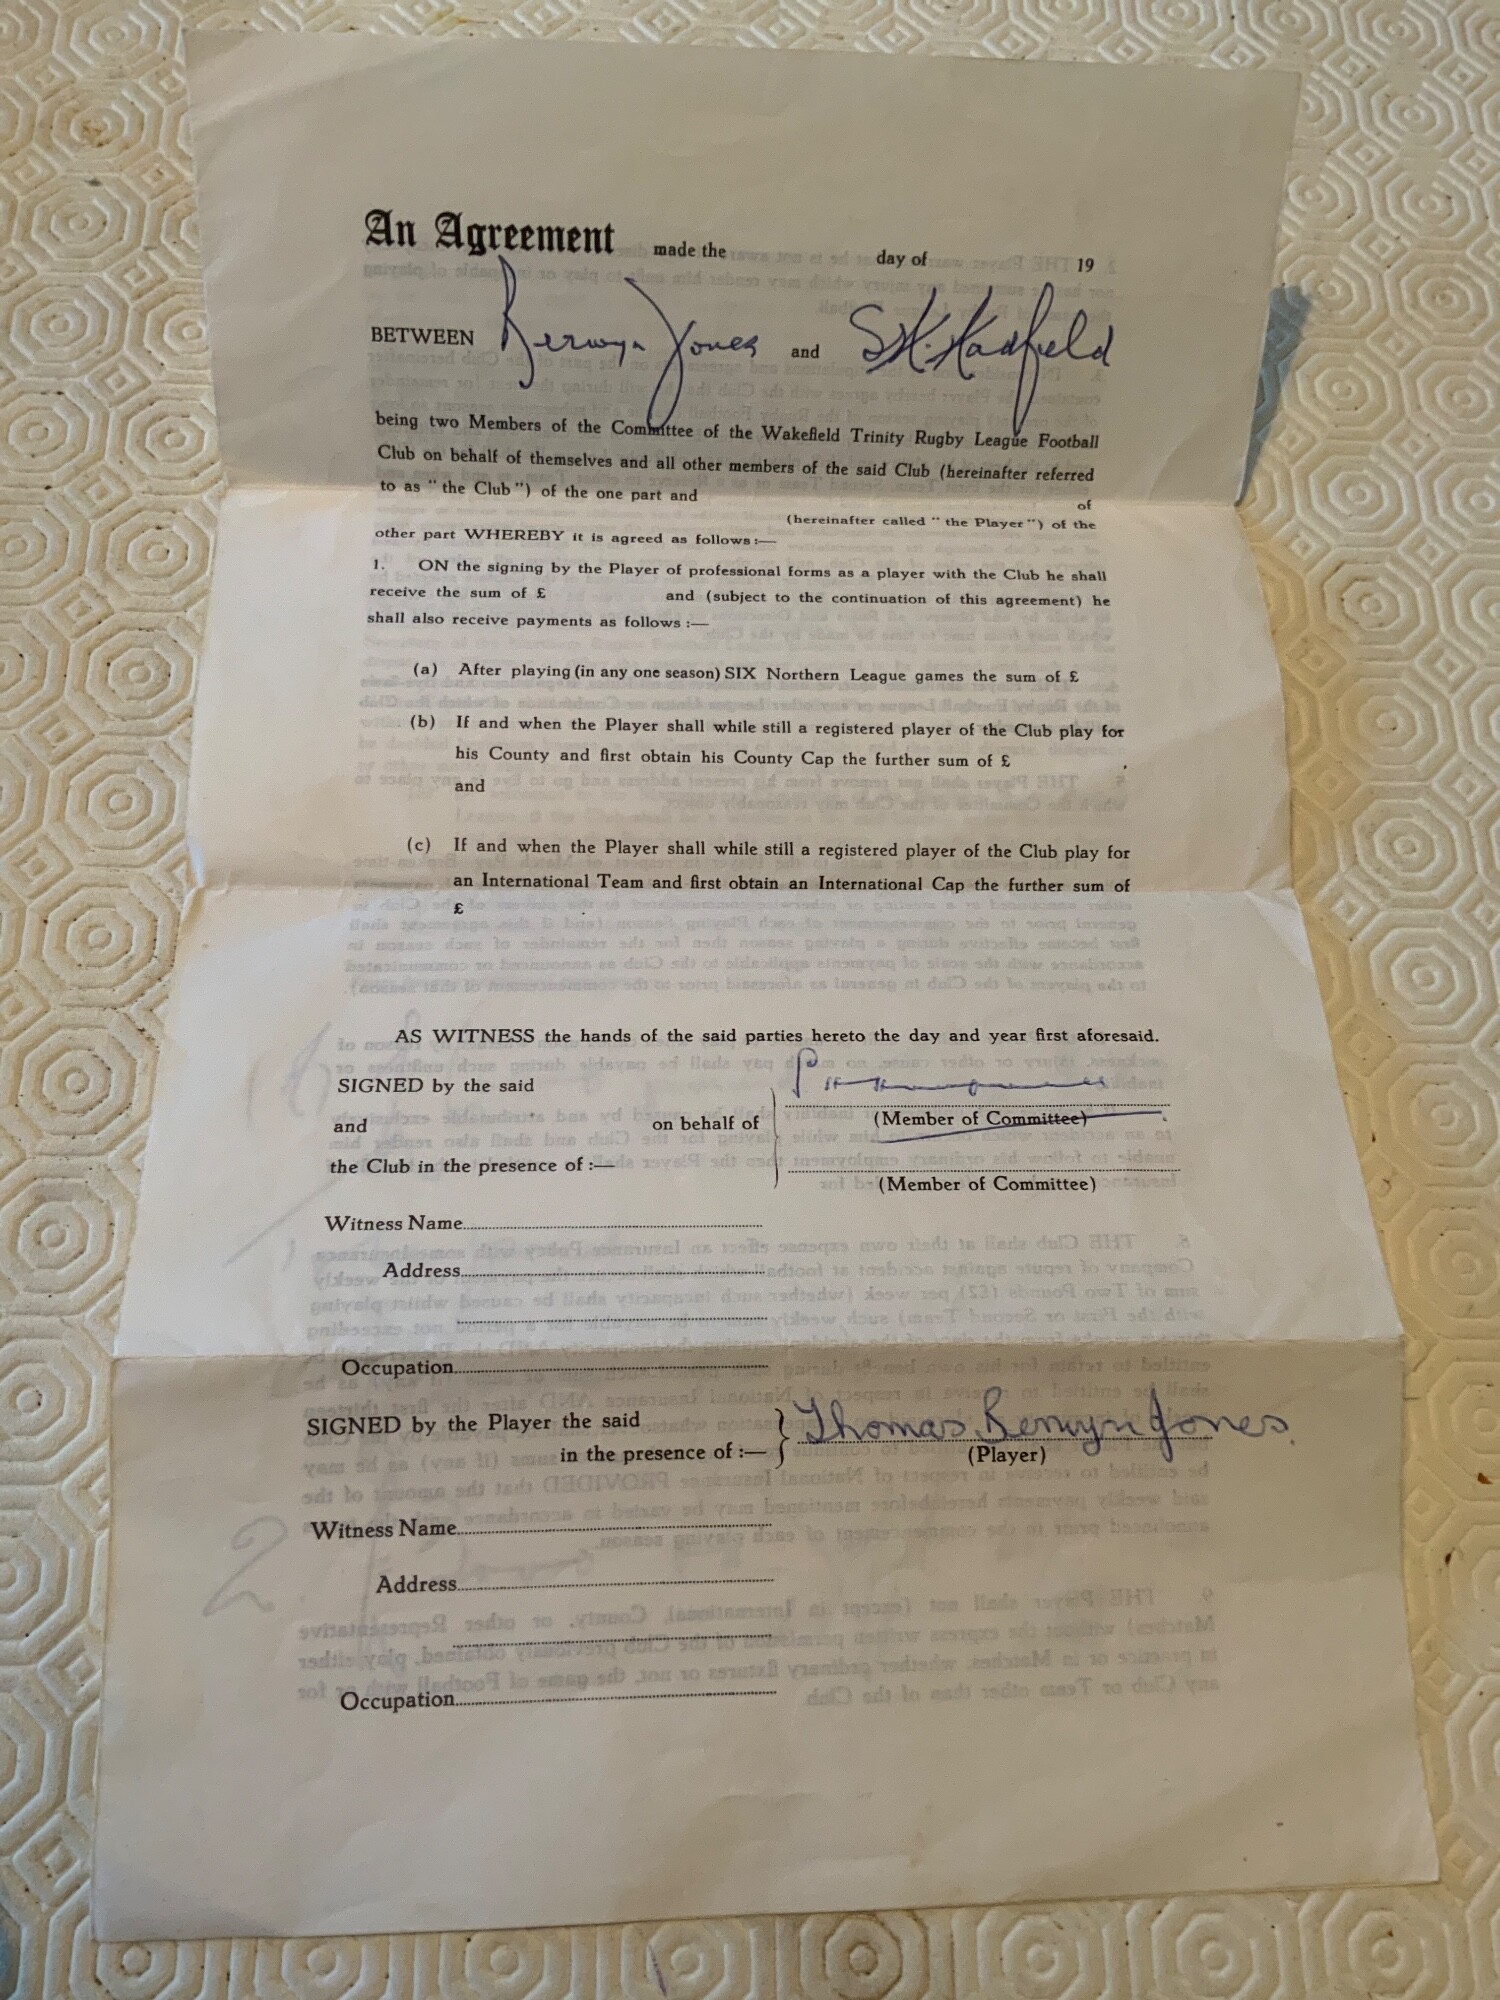 An Agreement made the day of 19
BETWEEN Berwyn Jones and S.H. Hadfield
being two Members of the Committee of the Wakefield Trinity Rugby League Football
Club on behalf of themselves and all other members of the said Club (hereinafter referred
to as " the Club ") of the one part and of
(hereinafter called " the Player ") of the
other part WHEREBY it is agreed as follows :—
1. ON the signing by the Player of professional forms as a player with the Club he shall
receive the sum of £ and (subject to the continuation of this agreement) he
shall also receive payments as follows :—
(a) After playing (in any one season) SIX Northern League games the sum of £
(b) If and when the Player shall while still a registered player of the Club play for
his County and first obtain his County Cap the further sum of £
and
(c) If and when the Player shall while still a registered player of the Club play for
an International Team and first obtain an International Cap the further sum of
£ .
AS WITNESS the hands of the said parties hereto the day and year first aforesaid.
SIGNED by the said
(Member of Committee)
and on behalf of
the Club in the presence of :—
(Member of Committee)
Witness Name
Address
Occupation
SIGNED by the Player the said Thomas Berwyn Jones.
in the presence of :— (Player)
Witness Name
Address
Occupation